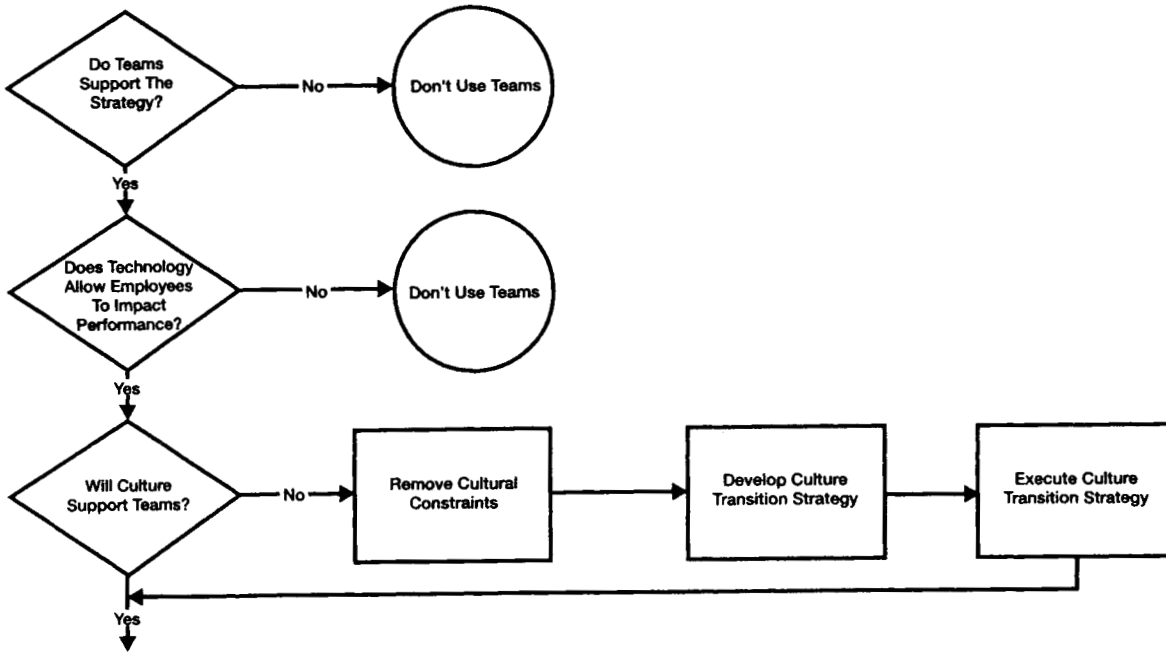 Do Teams
Support The
Strategy?
No
Don't Use Teams
Yes
Does Technology
Allow Employees
To Impact
Performance?
No
Don't Use Teams
Yes
Will Culture
Support Teams?
No
Remove Cultural
Constraints
Develop Culture
Transition Strategy
Execute Culture
Transition Strategy
Yes